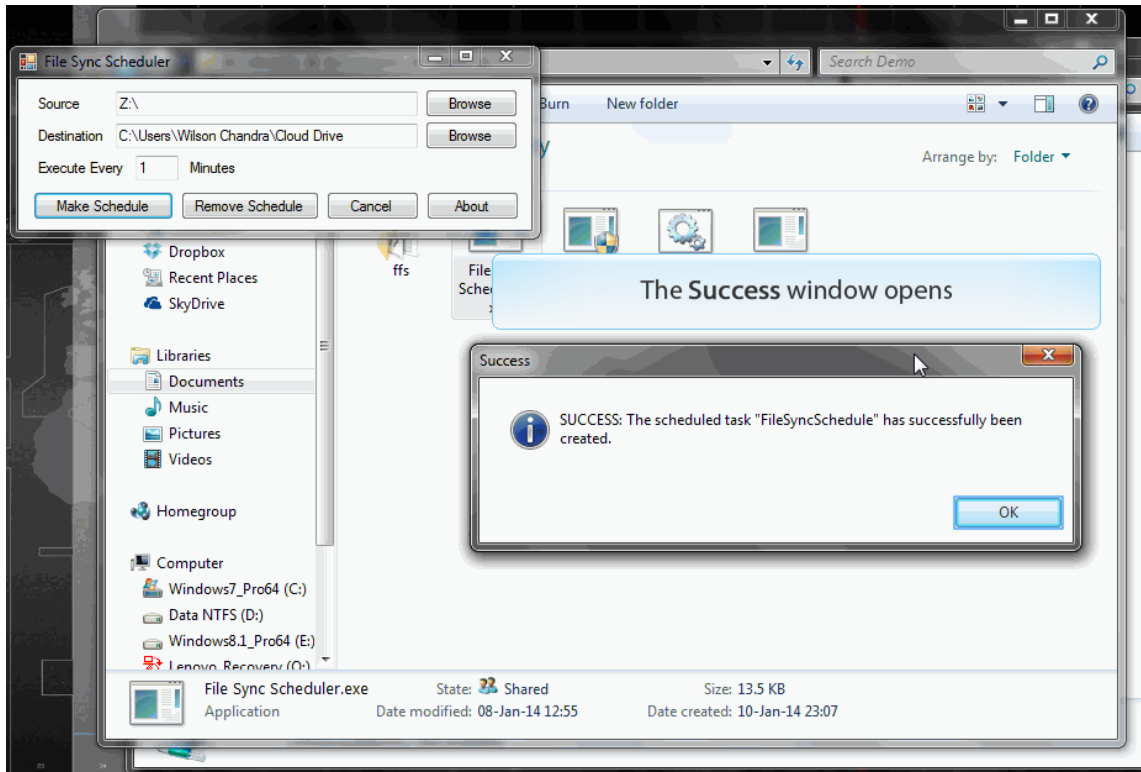 File Sync Scheduler
Source Z:\ Browse
Destination C:\Users\Wilson Chandra\Cloud Drive Browse
Execute Every 1 Minutes
Make Schedule Remove Schedule Cancel About
Search Demo
Burn New folder
Arrange by: Folder
Dropbox
Recent Places
SkyDrive
Libraries
Documents
Music
Pictures
Videos
Homegroup
Computer
Windows7_Pro64 (C:)
Data NTFS (D:)
Windows8.1_Pro64 (E:)
Lenovo_Recovery (Q:)
ffs
File
Sche
The Success window opens
Success
SUCCESS: The scheduled task "FileSyncSchedule" has successfully been
created.
OK
File Sync Scheduler.exe State: Shared Size: 13.5 KB
Application Date modified: 08-Jan-14 12:55 Date created: 10-Jan-14 23:07